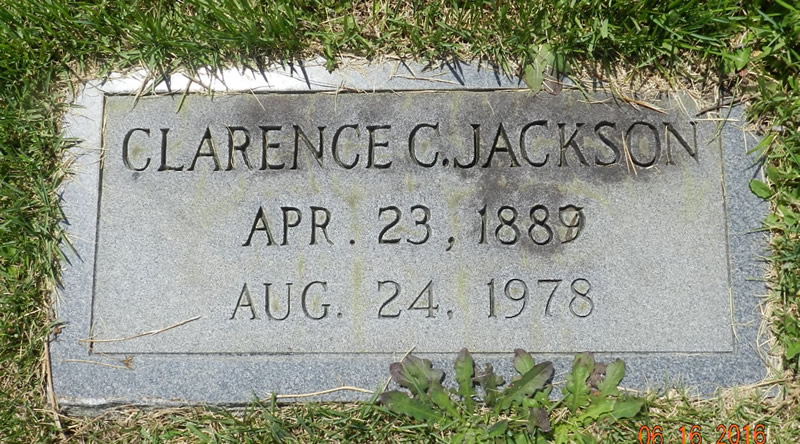 CLARENCE C. JACKSON
APR. 23, 1889
AUG. 24, 1978
06.16.2016